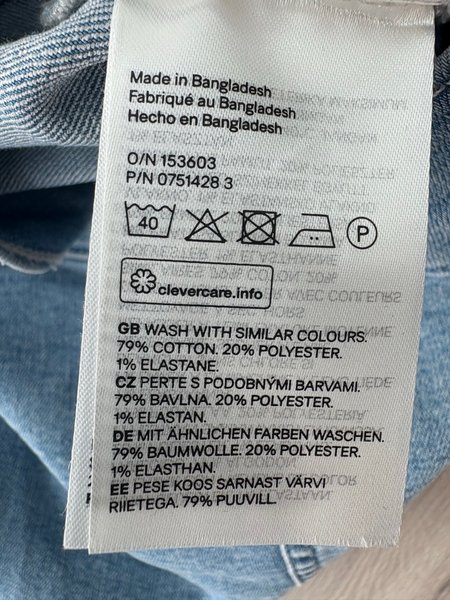 Made in Bangladesh
Fabriqué au Bangladesh
Hecho en Bangladesh
O/N 153603
P/N 0751428 3
40 P
clevercare.info
GB WASH WITH SIMILAR COLOURS.
79% COTTON. 20% POLYESTER.
1% ELASTANE.
CZ PERTE S PODOBNÝMI BARVAMI.
79% BAVLNA. 20% POLYESTER.
1% ELASTAN.
DE MIT ÄHNLICHEN FARBEN WASCHEN.
79% BAUMWOLLE. 20% POLYESTER.
1% ELASTHAN.
EE PESE KOOS SARNAST VÄRVI
RIIETEGA. 79% PUUVILL.